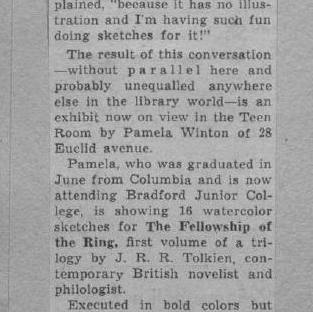 plained, "because it has no illus-
tration and I'm having such fun
doing sketches for it!"
The result of this conversation
—without parallel here and
probably unequalled anywhere
else in the library world—is an
exhibit now on view in the Teen
Room by Pamela Winton of 28
Euclid avenue.
Pamela, who was graduated in
June from Columbia and is now
attending Bradford Junior Col-
lege, is showing 16 watercolor
sketches for The Fellowship of
the Ring, first volume of a tri-
logy by J. R. R. Tolkien, con-
temporary British novelist and
philologist.
Executed in bold colors but